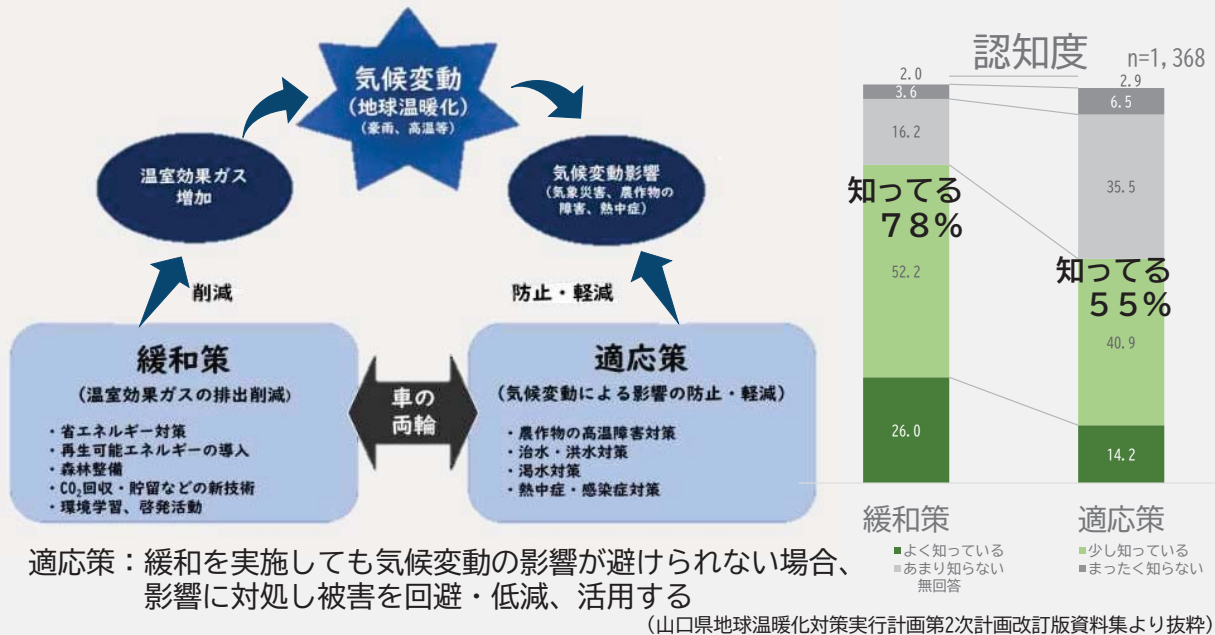 気候変動
(地球温暖化)
(豪雨、高温等)
温室効果ガス
増加
気候変動影響
(気象災害、農作物の
障害、熱中症)
削減
防止・軽減
緩和策
(温室効果ガスの排出削減)
・省エネルギー対策
・再生可能エネルギーの導入
・森林整備
・CO₂回収・貯留などの新技術
・環境学習、啓発活動
車の
両輪
適応策
(気候変動による影響の防止・軽減)
・農作物の高温障害対策
・治水・洪水対策
・渇水対策
・熱中症・感染症対策
適応策：緩和を実施しても気候変動の影響が避けられない場合、
影響に対処し被害を回避・低減、活用する
認知度 n=1,368
2.0
3.6
16.2
知ってる
78%
52.2
26.0
緩和策
2.9
6.5
35.5
知ってる
55%
40.9
14.2
適応策
■よく知っている ■少し知っている
■あまり知らない ■まったく知らない
無回答
(山口県地球温暖化対策実行計画第2次計画改訂版資料集より抜粋)